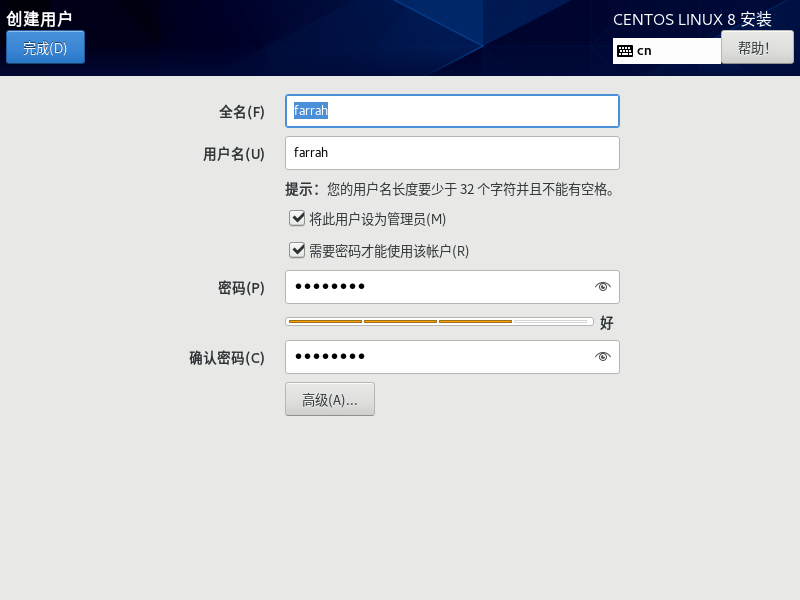 创建用户
CENTOS LINUX 8 安装
完成(D)
cn
帮助！
全名(F)
farrah
用户名(U)
farrah
提示：您的用户名长度要少于 32 个字符并且不能有空格。
将此用户设为管理员(M)
需要密码才能使用该帐户(R)
密码(P)
●●●●●●●●
好
确认密码(C)
●●●●●●●●
高级(A)...